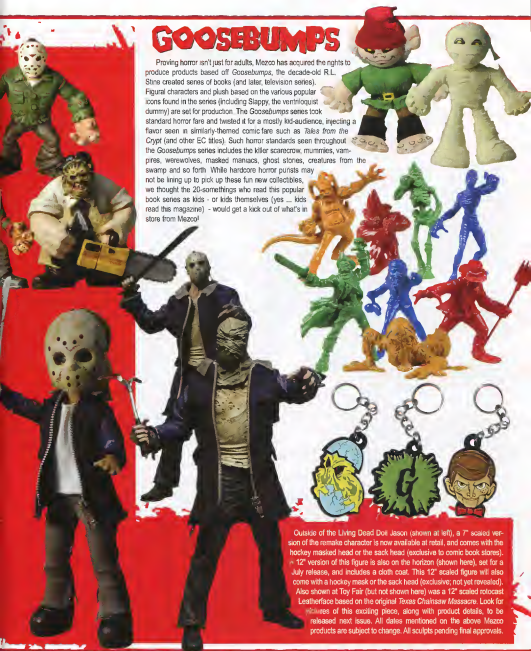 GOOSEBUMPS
Proving horror isn't just for adults, Mezco has acquired the rights to
produce products based off Goosebumps, the decade-old R.L.
Stine created series of books (and later, television series).
Figural characters and plush based on the various popular
icons found in the series (including Slappy, the ventriloquist
dummy) are set for production. The Goosebumps series took
standard horror fare and twisted it for a mostly kid-audience, injecting a
flavor seen in similarly-themed comic fare such as Tales from the
Crypt (and other EC titles). Such horror standards seen throughout
the Goosebumps series includes the killer scarecrow, mummies, vam-
pires, werewolves, masked maniacs, ghost stories, creatures from the
swamp and so forth While hardcore horror purists may
not be lining up to pick up these fun new collectibles,
we thought the 20-somethings who read this popular
book series as kids - or kids themselves (yes ... kids
read this magazine) - would get a kick out of what's in
store from Mezco!
G
Outside of the Living Dead Doll Jason (shown at left), a 7" scaled ver-
sion of the remake character is now available at retail, and comes with the
hockey masked head or the sack head (exclusive to comic book stores).
A 12" version of this figure is also on the horizon (shown here), set for a
July release, and includes a cloth coat. This 12" scaled figure will also
come with a hockey mask or the sack head (exclusive; not yet revealed).
Also shown at Toy Fair (but not shown here) was a 12" scaled rotocast
Leatherface based on the original Texas Chainsaw Massacre. Look for
pictures of this exciting piece, along with product details, to be
released next issue. All dates mentioned on the above Mezco
products are subject to change. All sculpts pending final approvals.